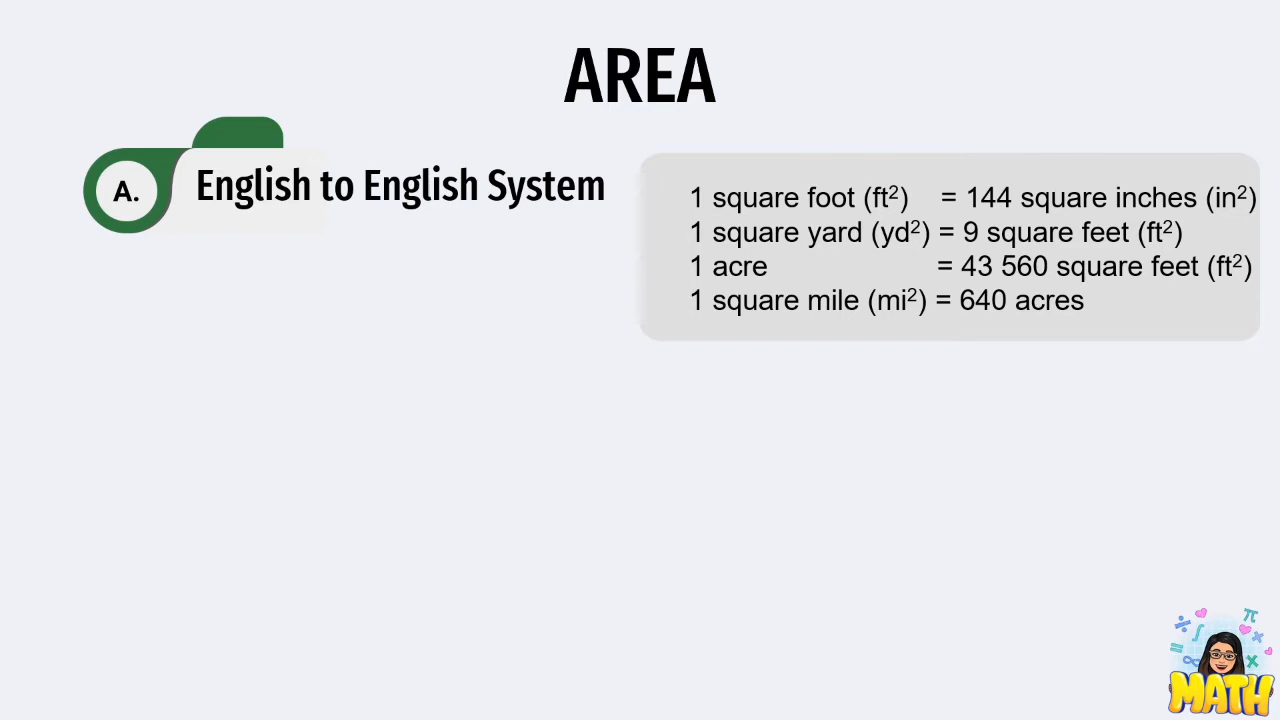 AREA
A.
English to English System
1 square foot (ft²) = 144 square inches (in²)
1 square yard (yd²) = 9 square feet (ft²)
1 acre = 43 560 square feet (ft²)
1 square mile (mi²) = 640 acres
MATH